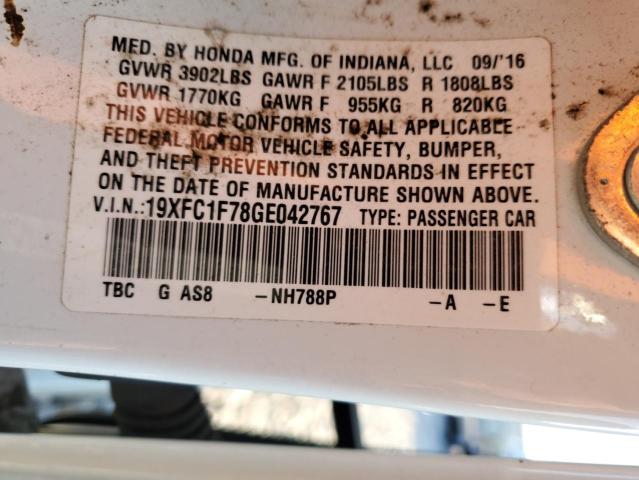 MED. BY HONDA MFG. OF INDIANA, LLC 09/'16
GVWR 3902LBS GAWR F 2105LBS R 1808LBS
GVWR 1770KG GAWR F 955KG R 820KG
THIS VEHICLE CONFORMS TO ALL APPLICABLE
FEDERAL MOTOR VEHICLE SAFETY, BUMPER,
AND THEFT PREVENTION STANDARDS IN EFFECT
ON THE DATE OF MANUFACTURE SHOWN ABOVE.
V.I.N.:19XFC1F78GE042767 TYPE: PASSENGER CAR
TBC G AS8 -NH788P -A -E